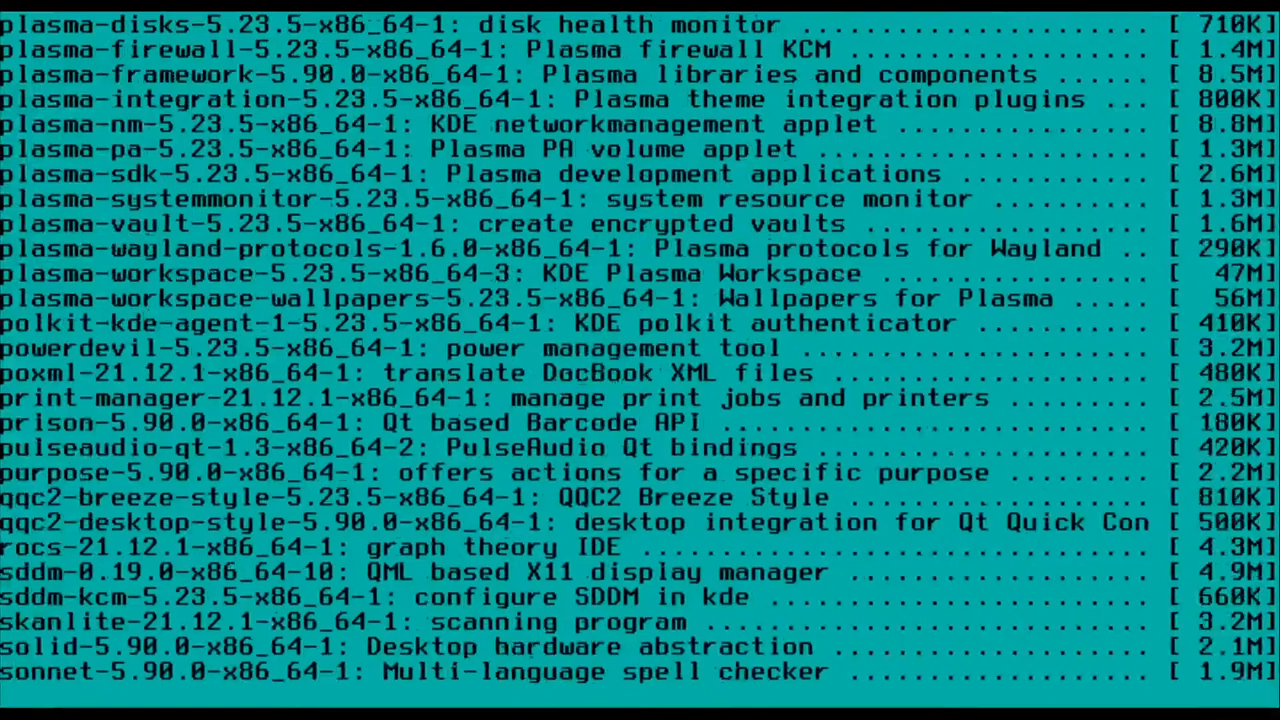 plasma-disks-5.23.5-x86_64-1: disk health monitor .................... [ 710K]
plasma-firewall-5.23.5-x86_64-1: Plasma firewall KCM ................. [ 1.4M]
plasma-framework-5.90.0-x86_64-1: Plasma libraries and components ...... [ 8.5M]
plasma-integration-5.23.5-x86_64-1: Plasma theme integration plugins ... [ 800K]
plasma-nm-5.23.5-x86_64-1: KDE networkmanagement applet ................ [ 8.8M]
plasma-pa-5.23.5-x86_64-1: Plasma PA volume applet ..................... [ 1.3M]
plasma-sdk-5.23.5-x86_64-1: Plasma development applications ............ [ 2.6M]
plasma-systemmonitor-5.23.5-x86_64-1: system resource monitor .......... [ 1.3M]
plasma-vault-5.23.5-x86_64-1: create encrypted vaults .................. [ 1.6M]
plasma-wayland-protocols-1.6.0-x86_64-1: Plasma protocols for Wayland .. [ 290K]
plasma-workspace-5.23.5-x86_64-3: KDE Plasma Workspace ................. [ 47M]
plasma-workspace-wallpapers-5.23.5-x86_64-1: Wallpapers for Plasma ..... [ 56M]
polkit-kde-agent-1-5.23.5-x86_64-1: KDE polkit authenticator ........... [ 410K]
powerdevil-5.23.5-x86_64-1: power management tool ...................... [ 3.2M]
poxml-21.12.1-x86_64-1: translate DocBook XML files .................... [ 480K]
print-manager-21.12.1-x86_64-1: manage print jobs and printers ......... [ 2.5M]
prison-5.90.0-x86_64-1: Qt based Barcode API ........................... [ 180K]
pulseaudio-qt-1.3-x86_64-2: PulseAudio Qt bindings ..................... [ 420K]
purpose-5.90.0-x86_64-1: offers actions for a specific purpose ......... [ 2.2M]
qqc2-breeze-style-5.23.5-x86_64-1: QQC2 Breeze Style ................... [ 810K]
qqc2-desktop-style-5.90.0-x86_64-1: desktop integration for Qt Quick Con [ 500K]
rocs-21.12.1-x86_64-1: graph theory IDE ................................ [ 4.3M]
sddm-0.19.0-x86_64-10: QML based X11 display manager ................... [ 4.9M]
sddm-kcm-5.23.5-x86_64-1: configure SDDM in kde ........................ [ 660K]
skanlite-21.12.1-x86_64-1: scanning program ............................ [ 3.2M]
solid-5.90.0-x86_64-1: Desktop hardware abstraction .................... [ 2.1M]
sonnet-5.90.0-x86_64-1: Multi-language spell checker ................... [ 1.9M]